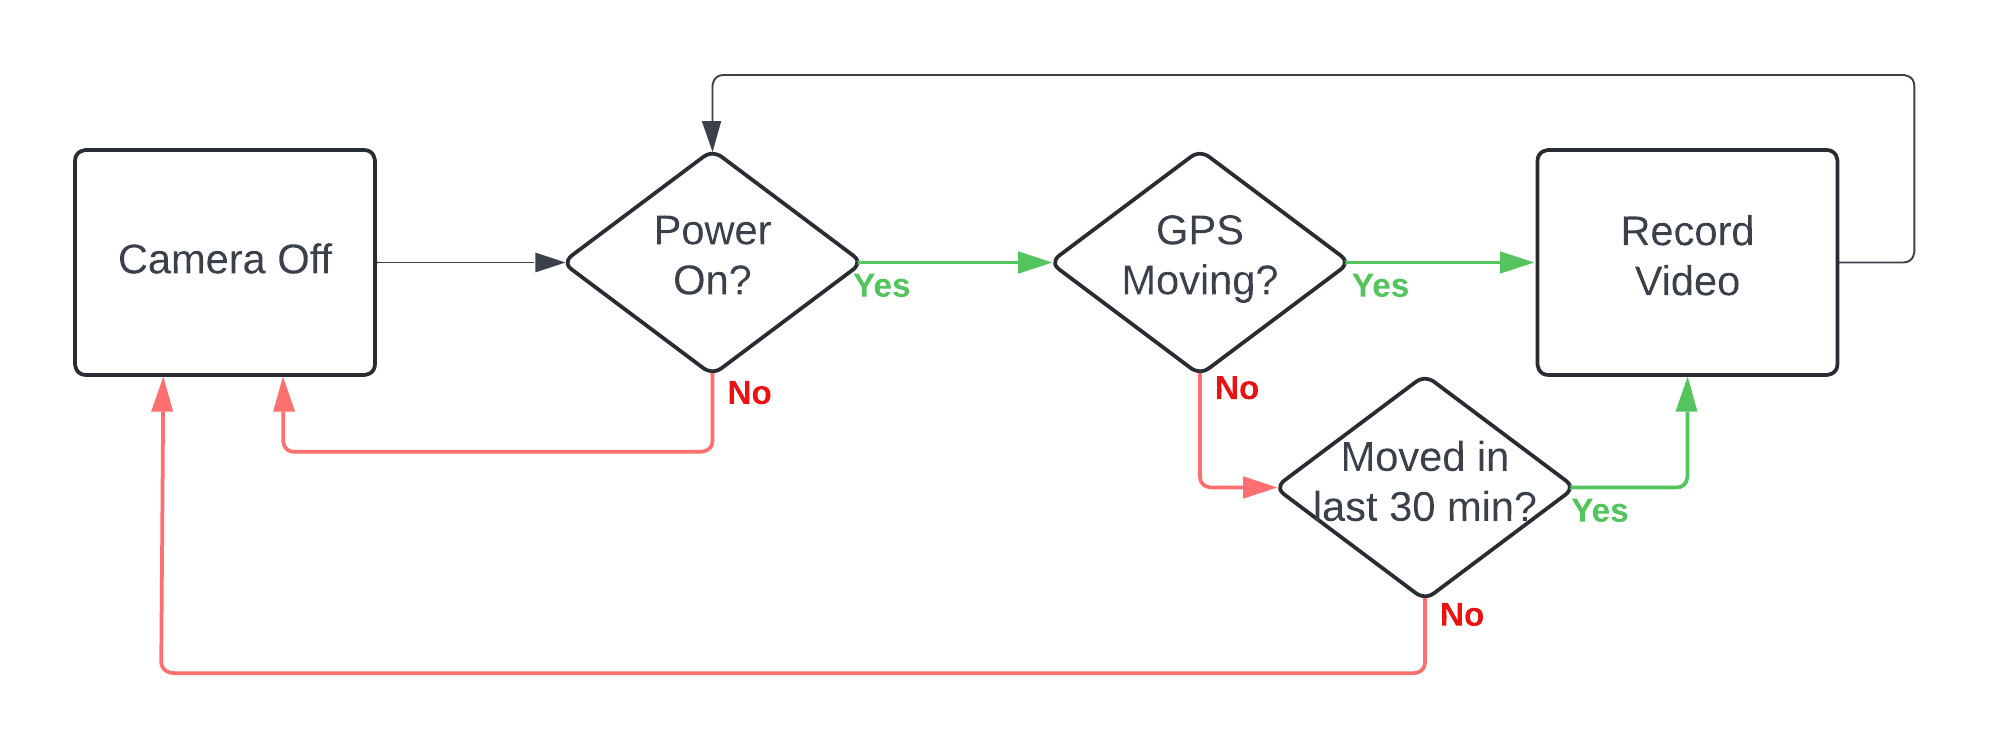 Camera Off
Power
On?
Yes
No
GPS
Moving?
Yes
No
Record
Video
Moved in
last 30 min?
Yes
No